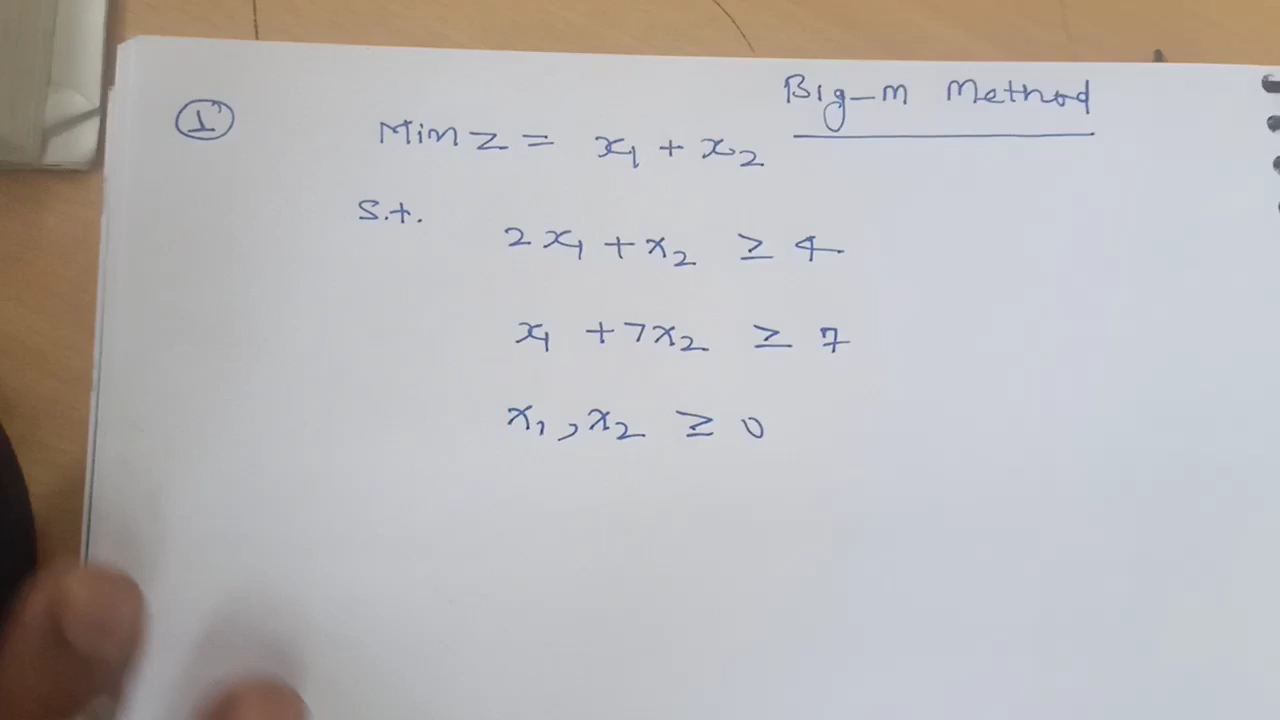 Big-M Method
① Min Z = x₁ + x₂
S.t.
2x₁ + x₂ ≥ 4
x₁ + 7x₂ ≥ 7
x₁, x₂ ≥ 0